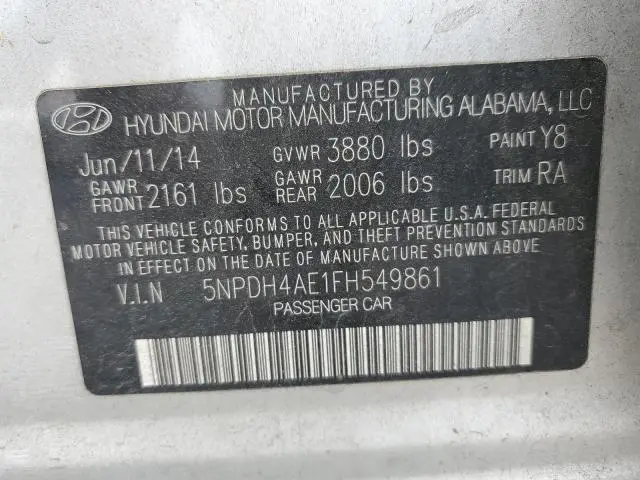 MANUFACTURED BY
HYUNDAI MOTOR MANUFACTURING ALABAMA, LLC
Jun/11/14 GVWR 3880 lbs PAINT Y8
GAWR FRONT 2161 lbs GAWR REAR 2006 lbs TRIM RA
THIS VEHICLE CONFORMS TO ALL APPLICABLE U.S.A. FEDERAL
MOTOR VEHICLE SAFETY, BUMPER, AND THEFT PREVENTION STANDARDS
IN EFFECT ON THE DATE OF MANUFACTURE SHOWN ABOVE.
V.I.N 5NPDH4AE1FH549861
PASSENGER CAR